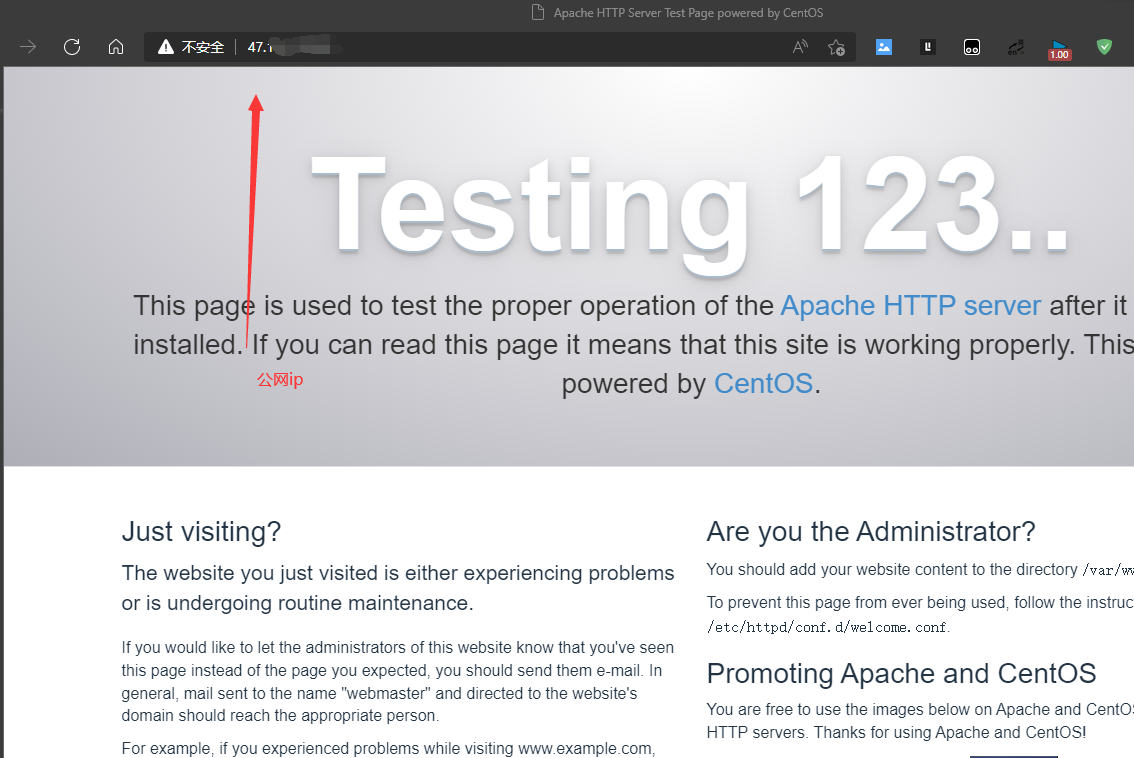 Apache HTTP Server Test Page powered by CentOS
不安全 47.1
1.00
Testing 123..
This page is used to test the proper operation of the Apache HTTP server after it
installed. If you can read this page it means that this site is working properly. This
powered by CentOS.
公网ip
Just visiting?
The website you just visited is either experiencing problems
or is undergoing routine maintenance.
If you would like to let the administrators of this website know that you've seen
this page instead of the page you expected, you should send them e-mail. In
general, mail sent to the name "webmaster" and directed to the website's
domain should reach the appropriate person.
For example, if you experienced problems while visiting www.example.com,
Are you the Administrator?
You should add your website content to the directory /var/ww
To prevent this page from ever being used, follow the instruc
/etc/httpd/conf.d/welcome.conf.
Promoting Apache and CentOS
You are free to use the images below on Apache and CentOS
HTTP servers. Thanks for using Apache and CentOS!